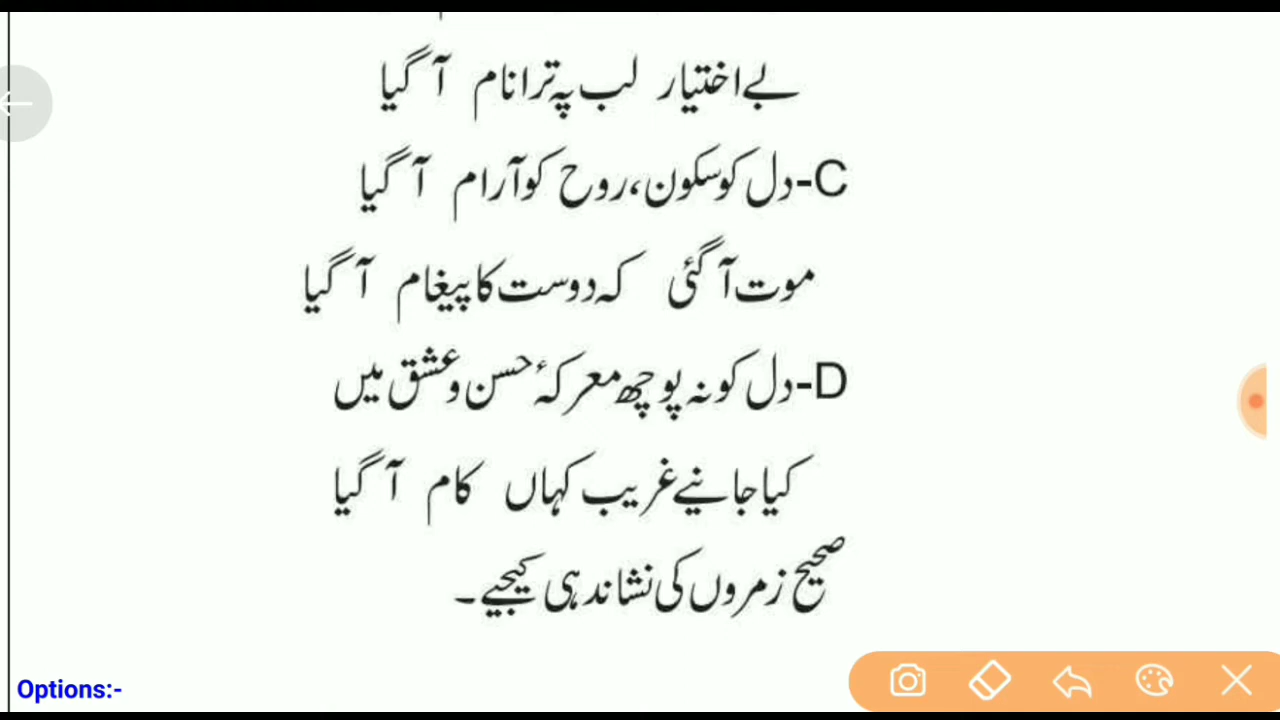 بے اختیار لب پہ ترا نام آ گیا
C- دل کو سکون، روح کو آرام آ گیا
موت آ گئی کہ دوست کا پیغام آ گیا
D- دل کو نہ پوچھ معرکۂ حسن و عشق میں
کیا جانیے غریب کہاں کام آ گیا
صحیح زمروں کی نشاندہی کیجیے۔
Options:-